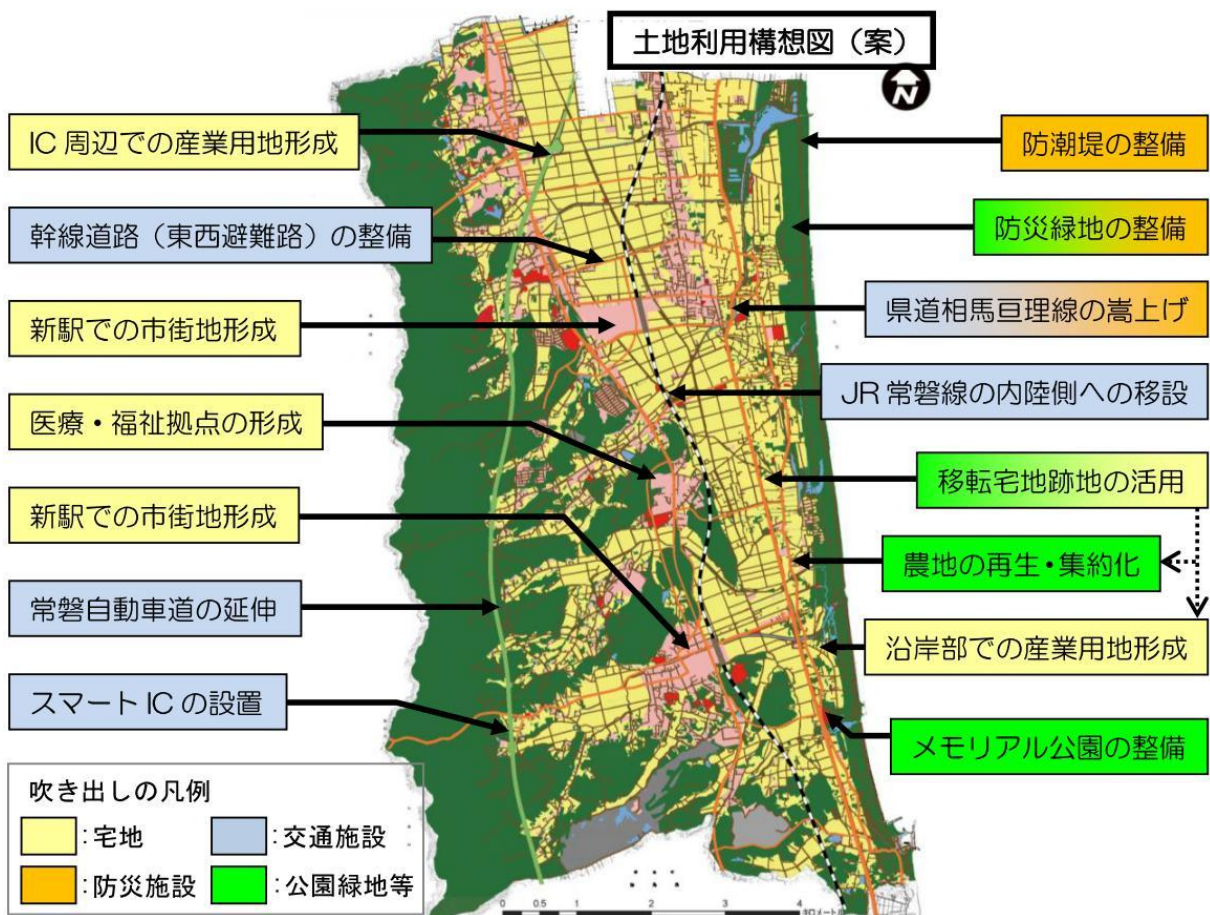 土地利用構想図（案）
N
IC 周辺での産業用地形成
幹線道路（東西避難路）の整備
新駅での市街地形成
医療・福祉拠点の形成
新駅での市街地形成
常磐自動車道の延伸
スマート IC の設置
防潮堤の整備
防災緑地の整備
県道相馬亘理線の嵩上げ
JR 常磐線の内陸側への移設
移転宅地跡地の活用
農地の再生・集約化
沿岸部での産業用地形成
メモリアル公園の整備
吹き出しの凡例
：宅地
：交通施設
：防災施設
：公園緑地等
0 0.5 1 2 3 4